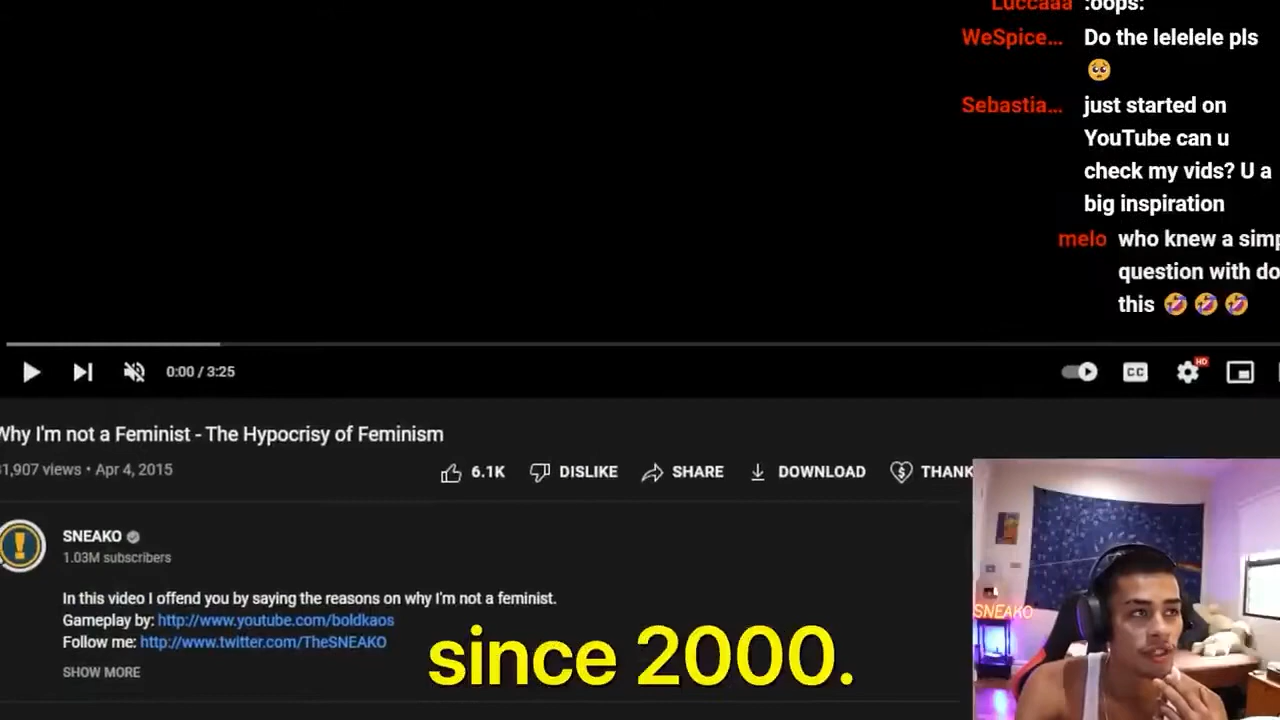 Luccaaa :oops:
WeSpice... Do the lelelele pls
Sebastia... just started on
YouTube can u
check my vids? U a
big inspiration
melo who knew a
question with
this
0:00 / 3:25
CC
HD
Why I'm not a Feminist - The Hypocrisy of Feminism
1,907 views • Apr 4, 2015
6.1K
DISLIKE
SHARE
DOWNLOAD
THANK
SNEAKO
1.03M subscribers
In this video I offend you by saying the reasons on why I'm not a feminist.
Gameplay by: http://www.youtube.com/boldkaos
Follow me: http://www.twitter.com/TheSNEAKO
SHOW MORE
since 2000.
SNEAKO